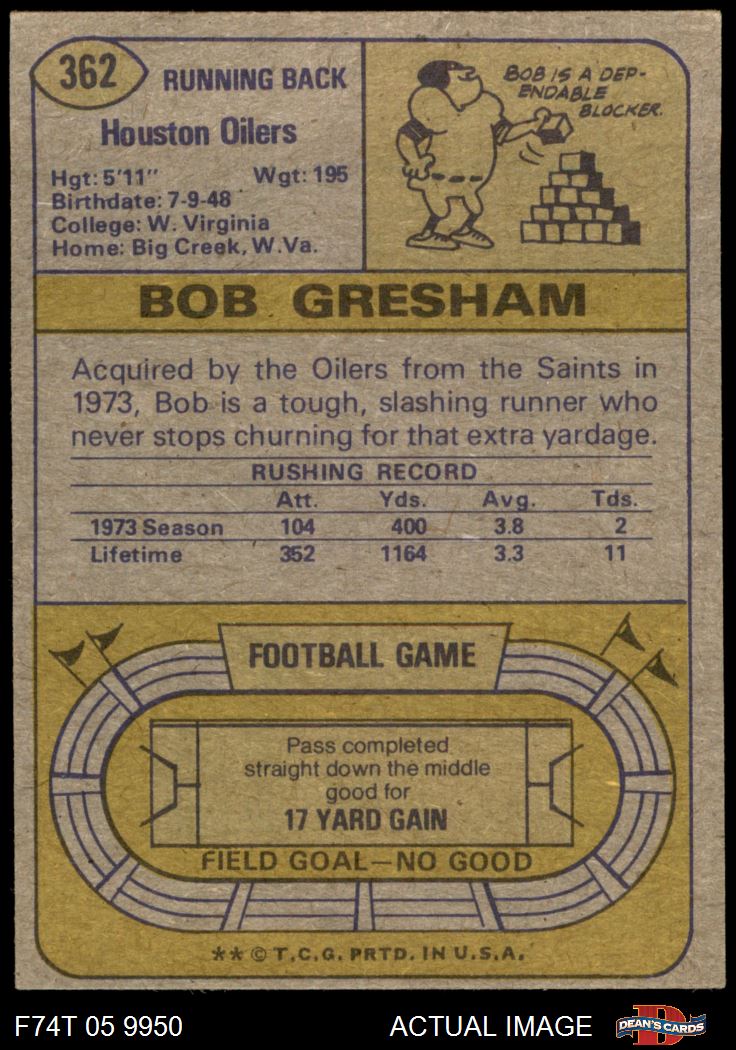 362
RUNNING BACK
Houston Oilers
Hgt: 5'11" Wgt: 195
Birthdate: 7-9-48
College: W. Virginia
Home: Big Creek, W.Va.
BOB IS A DEP-
ENDABLE
BLOCKER.
BOB GRESHAM
Acquired by the Oilers from the Saints in
1973, Bob is a tough, slashing runner who
never stops churning for that extra yardage.
RUSHING RECORD
Att. Yds. Avg. Tds.
1973 Season 104 400 3.8 2
Lifetime 352 1164 3.3 11
FOOTBALL GAME
Pass completed
straight down the middle
good for
17 YARD GAIN
FIELD GOAL—NO GOOD
** © T.C.G. PRTD. IN U.S.A.
F74T 05 9950 ACTUAL IMAGE
D
DEAN'S CARDS